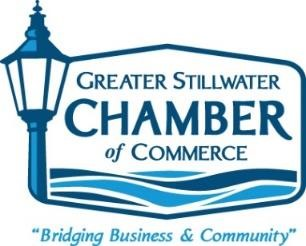 GREATER STILLWATER
CHAMBER
of COMMERCE
"Bridging Business & Community"